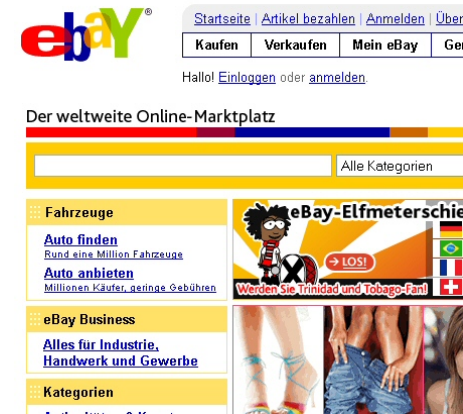 ebaY®
Startseite | Artikel bezahlen | Anmelden |
Kaufen Verkaufen Mein eBay
Hallo! Einloggen oder anmelden.
Der weltweite Online-Marktplatz
Alle Kategorien
Fahrzeuge
Auto finden
Rund eine Million Fahrzeuge
Auto anbieten
Millionen Käufer, geringe Gebühren
eBay-Elfmeterschie
LOS!
Werden Sie Trinidad und Tobago-Fan!
eBay Business
Alles für Industrie,
Handwerk und Gewerbe
Kategorien